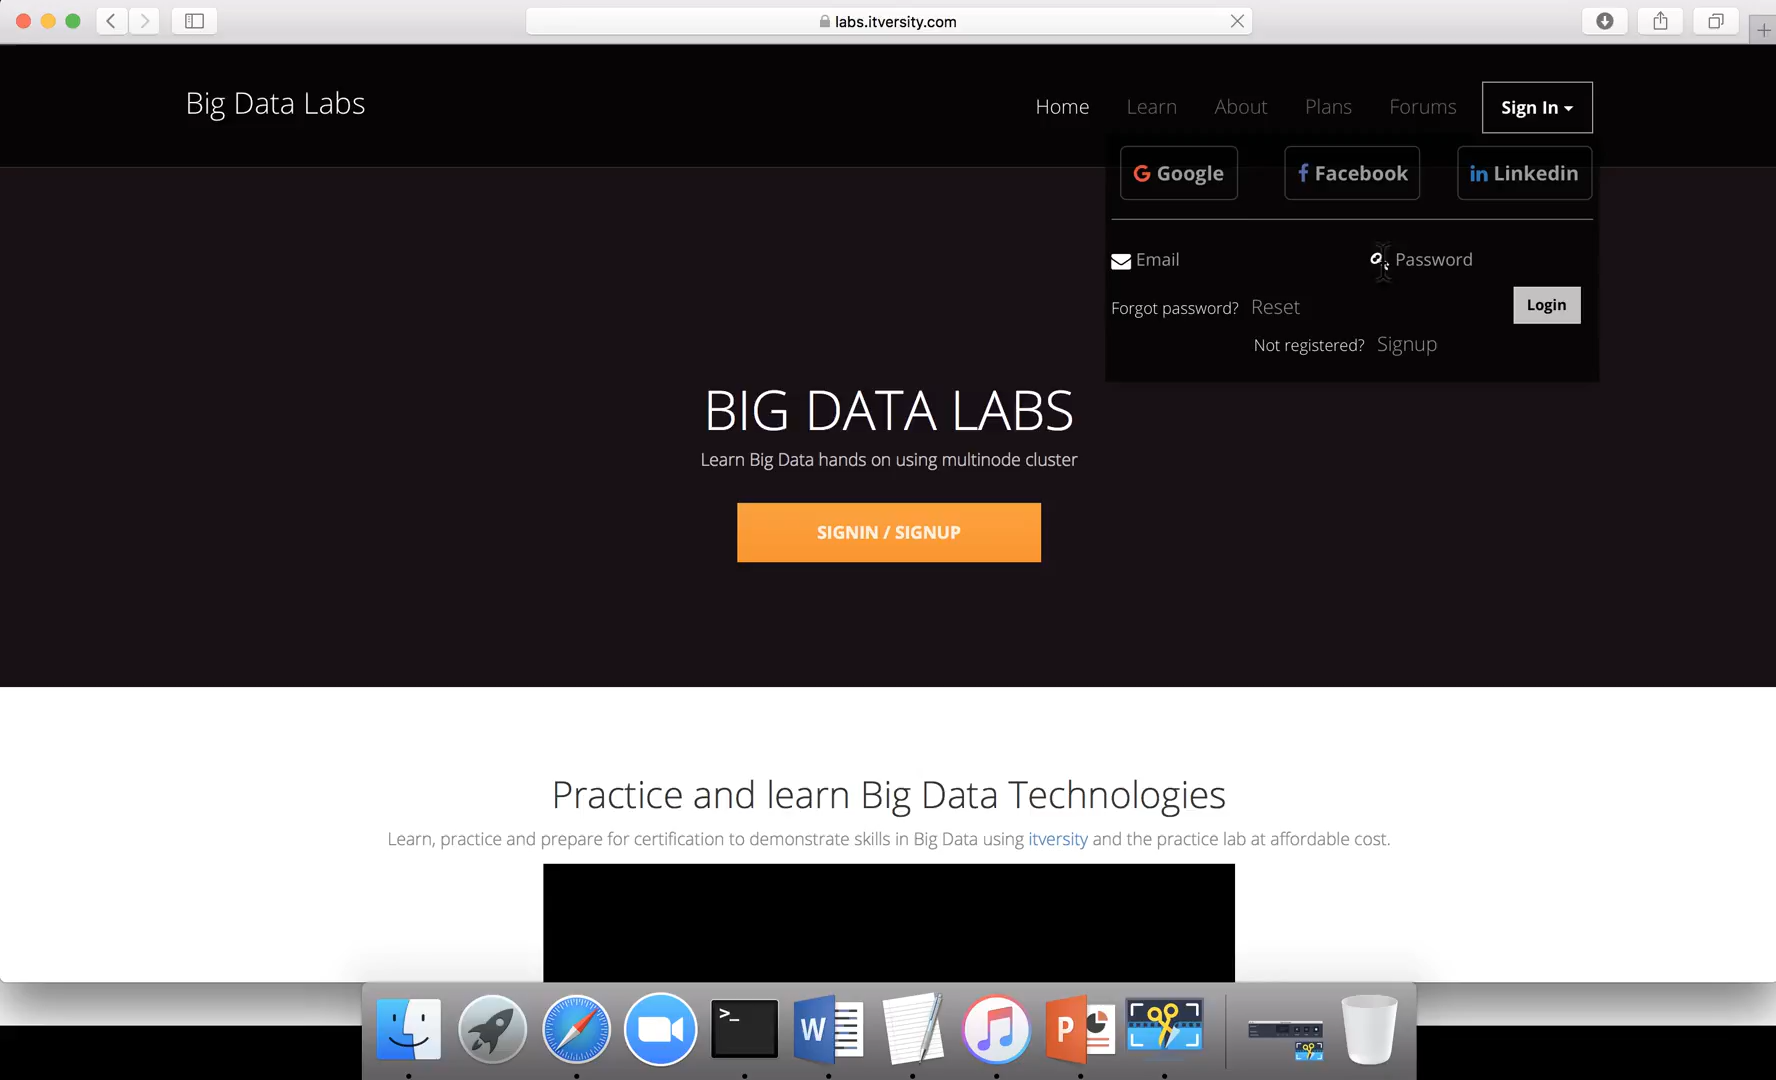 labs.itversity.com
Big Data Labs
Home Learn About Plans Forums Sign In
Google Facebook Linkedin
Email Password
Forgot password? Reset Login
Not registered? Signup
BIG DATA LABS
Learn Big Data hands on using multinode cluster
SIGNIN / SIGNUP
Practice and learn Big Data Technologies
Learn, practice and prepare for certification to demonstrate skills in Big Data using itversity and the practice lab at affordable cost.
>_ W P